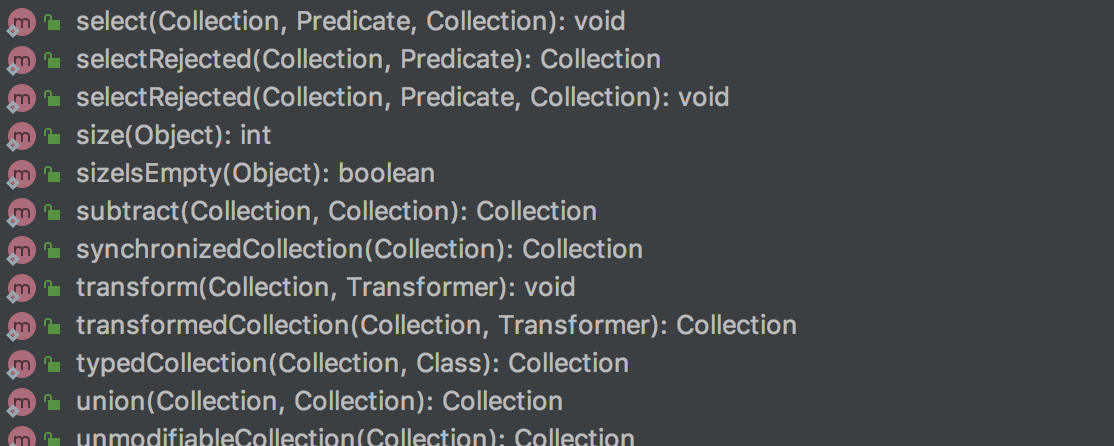 select(Collection, Predicate, Collection): void
selectRejected(Collection, Predicate): Collection
selectRejected(Collection, Predicate, Collection): void
size(Object): int
sizeIsEmpty(Object): boolean
subtract(Collection, Collection): Collection
synchronizedCollection(Collection): Collection
transform(Collection, Transformer): void
transformedCollection(Collection, Transformer): Collection
typedCollection(Collection, Class): Collection
union(Collection, Collection): Collection
unmodifiableCollection(Collection): Collection